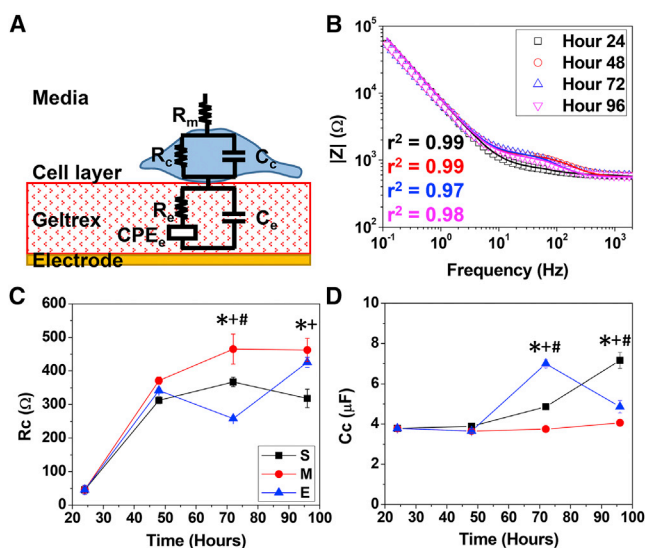 A
Media
Rm
Rc
Cc
Cell layer
Geltrex
Re
CPEe
Ce
Electrode
B
|Z| (Ω)
10^5
10^4
10^3
10^2
Hour 24
Hour 48
Hour 72
Hour 96
r² = 0.99
r² = 0.99
r² = 0.97
r² = 0.98
10^-1 10^0 10^1 10^2 10^3
Frequency (Hz)
C
Rc (Ω)
600
500
400
300
200
100
0
*+#
*+
S
M
E
20 30 40 50 60 70 80 90 100
Time (Hours)
D
Cc (μF)
8
6
4
2
0
*+#
*+#
20 30 40 50 60 70 80 90 100
Time (Hours)